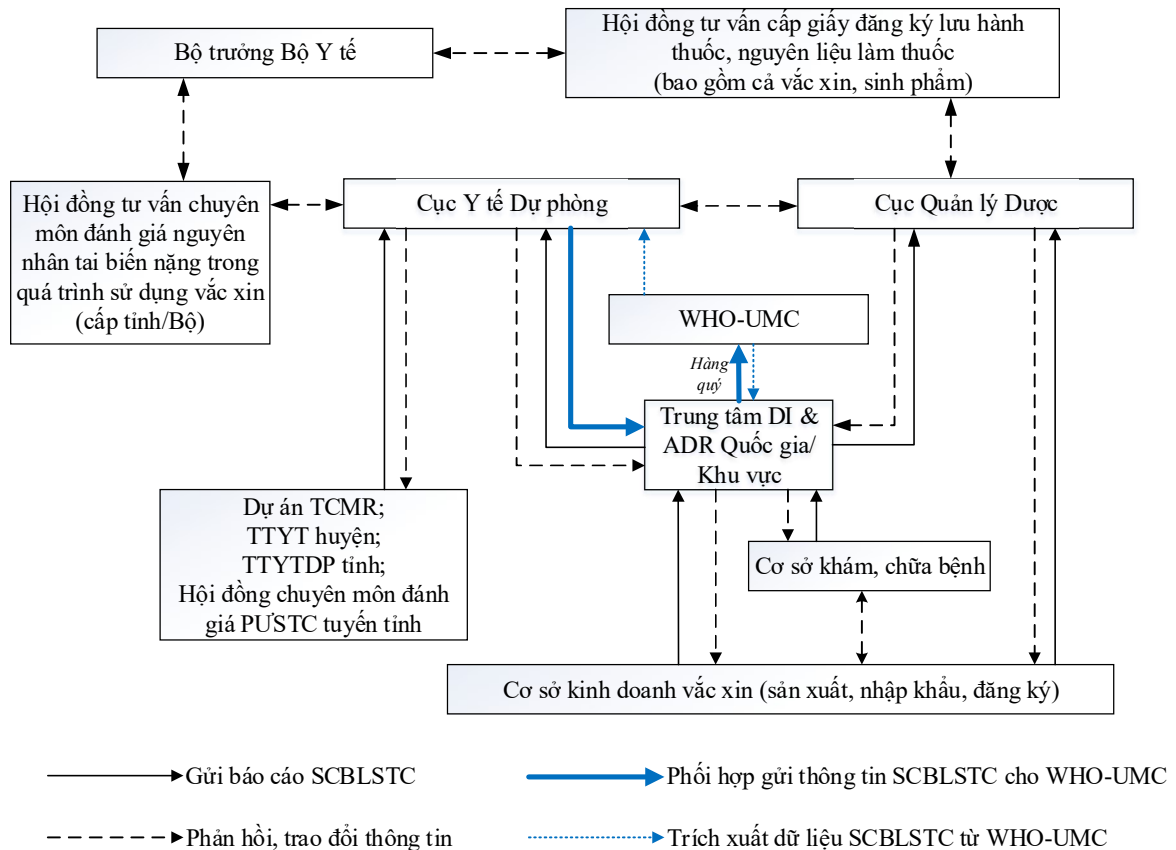 Bộ trưởng Bộ Y tế
Hội đồng tư vấn cấp giấy đăng ký lưu hành
thuốc, nguyên liệu làm thuốc
(bao gồm cả vắc xin, sinh phẩm)
Hội đồng tư vấn chuyên
môn đánh giá nguyên
nhân tai biến nặng trong
quá trình sử dụng vắc xin
(cấp tỉnh/Bộ)
Cục Y tế Dự phòng
Cục Quản lý Dược
WHO-UMC
Hàng
quý
Trung tâm DI &
ADR Quốc gia/
Khu vực
Dự án TCMR;
TTYT huyện;
TTYTDP tỉnh;
Hội đồng chuyên môn đánh
giá PƯSTC tuyến tỉnh
Cơ sở khám, chữa bệnh
Cơ sở kinh doanh vắc xin (sản xuất, nhập khẩu, đăng ký)
Gửi báo cáo SCBLSTC
Phối hợp gửi thông tin SCBLSTC cho WHO-UMC
Phản hồi, trao đổi thông tin
Trích xuất dữ liệu SCBLSTC từ WHO-UMC